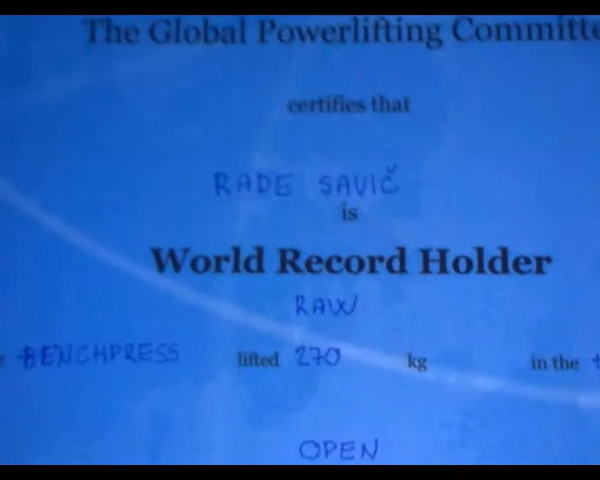 The Global Powerlifting Committe
certifies that
RADE SAVIČ
is
World Record Holder
RAW
BENCHPRESS lifted 270 kg in the
OPEN